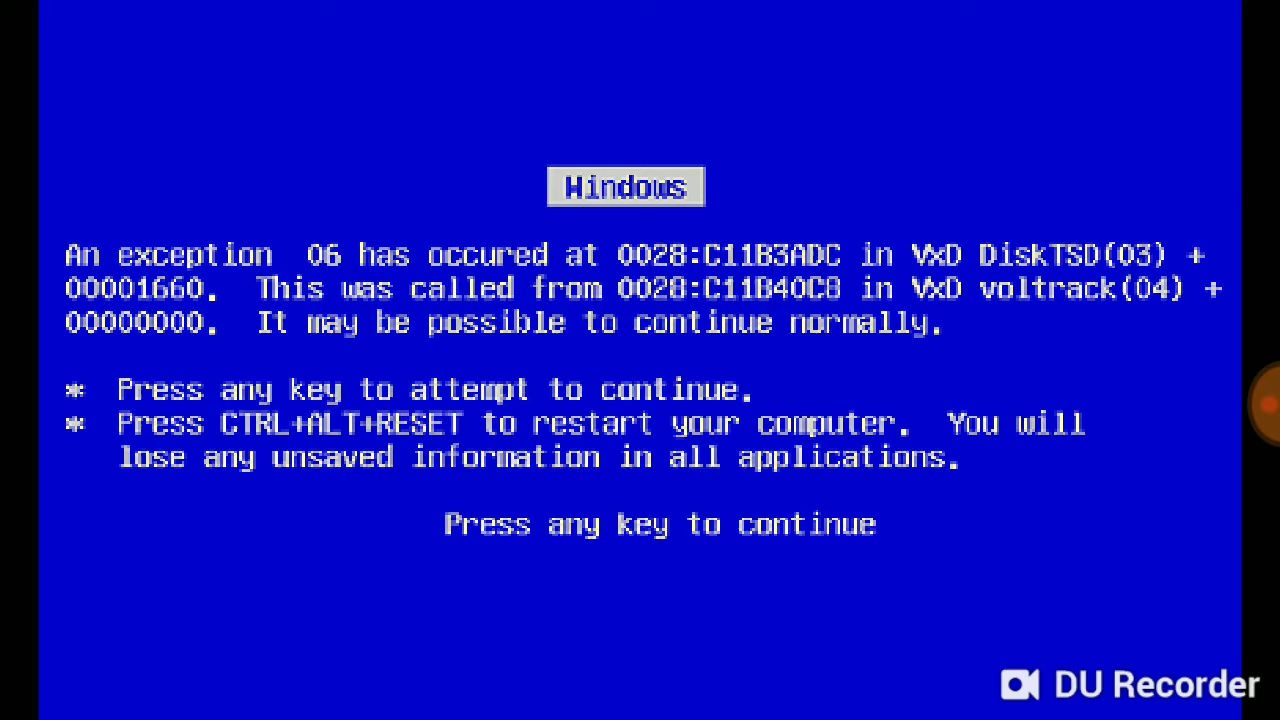 Windows
An exception  06 has occured at 0028:C11B3ADC in VxD DiskTSD(03) +
00001660.  This was called from 0028:C11B40C8 in VxD voltrack(04) +
00000000.  It may be possible to continue normally.
*  Press any key to attempt to continue.
*  Press CTRL+ALT+RESET to restart your computer.  You will
lose any unsaved information in all applications.
Press any key to continue
DU Recorder